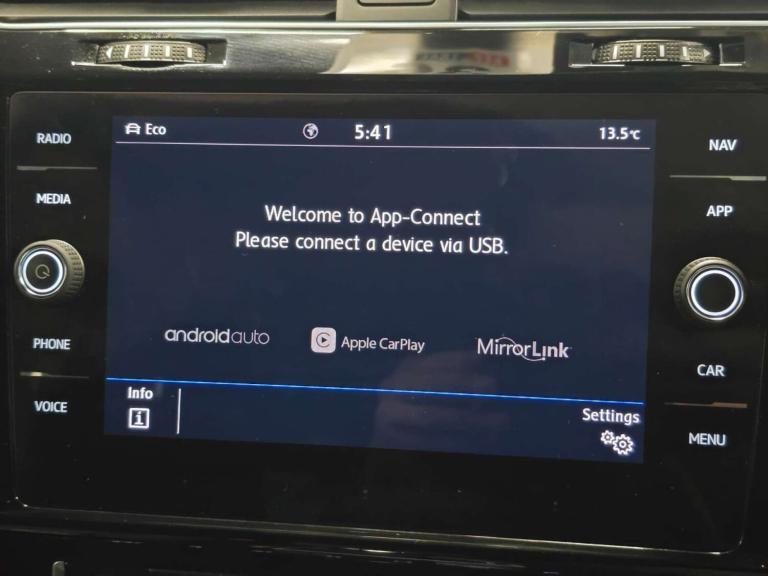 RADIO
MEDIA
PHONE
VOICE
Eco
5:41
13.5°C
Welcome to App-Connect
Please connect a device via USB.
androidauto
Apple CarPlay
MirrorLink
Info
i
Settings
NAV
APP
CAR
MENU